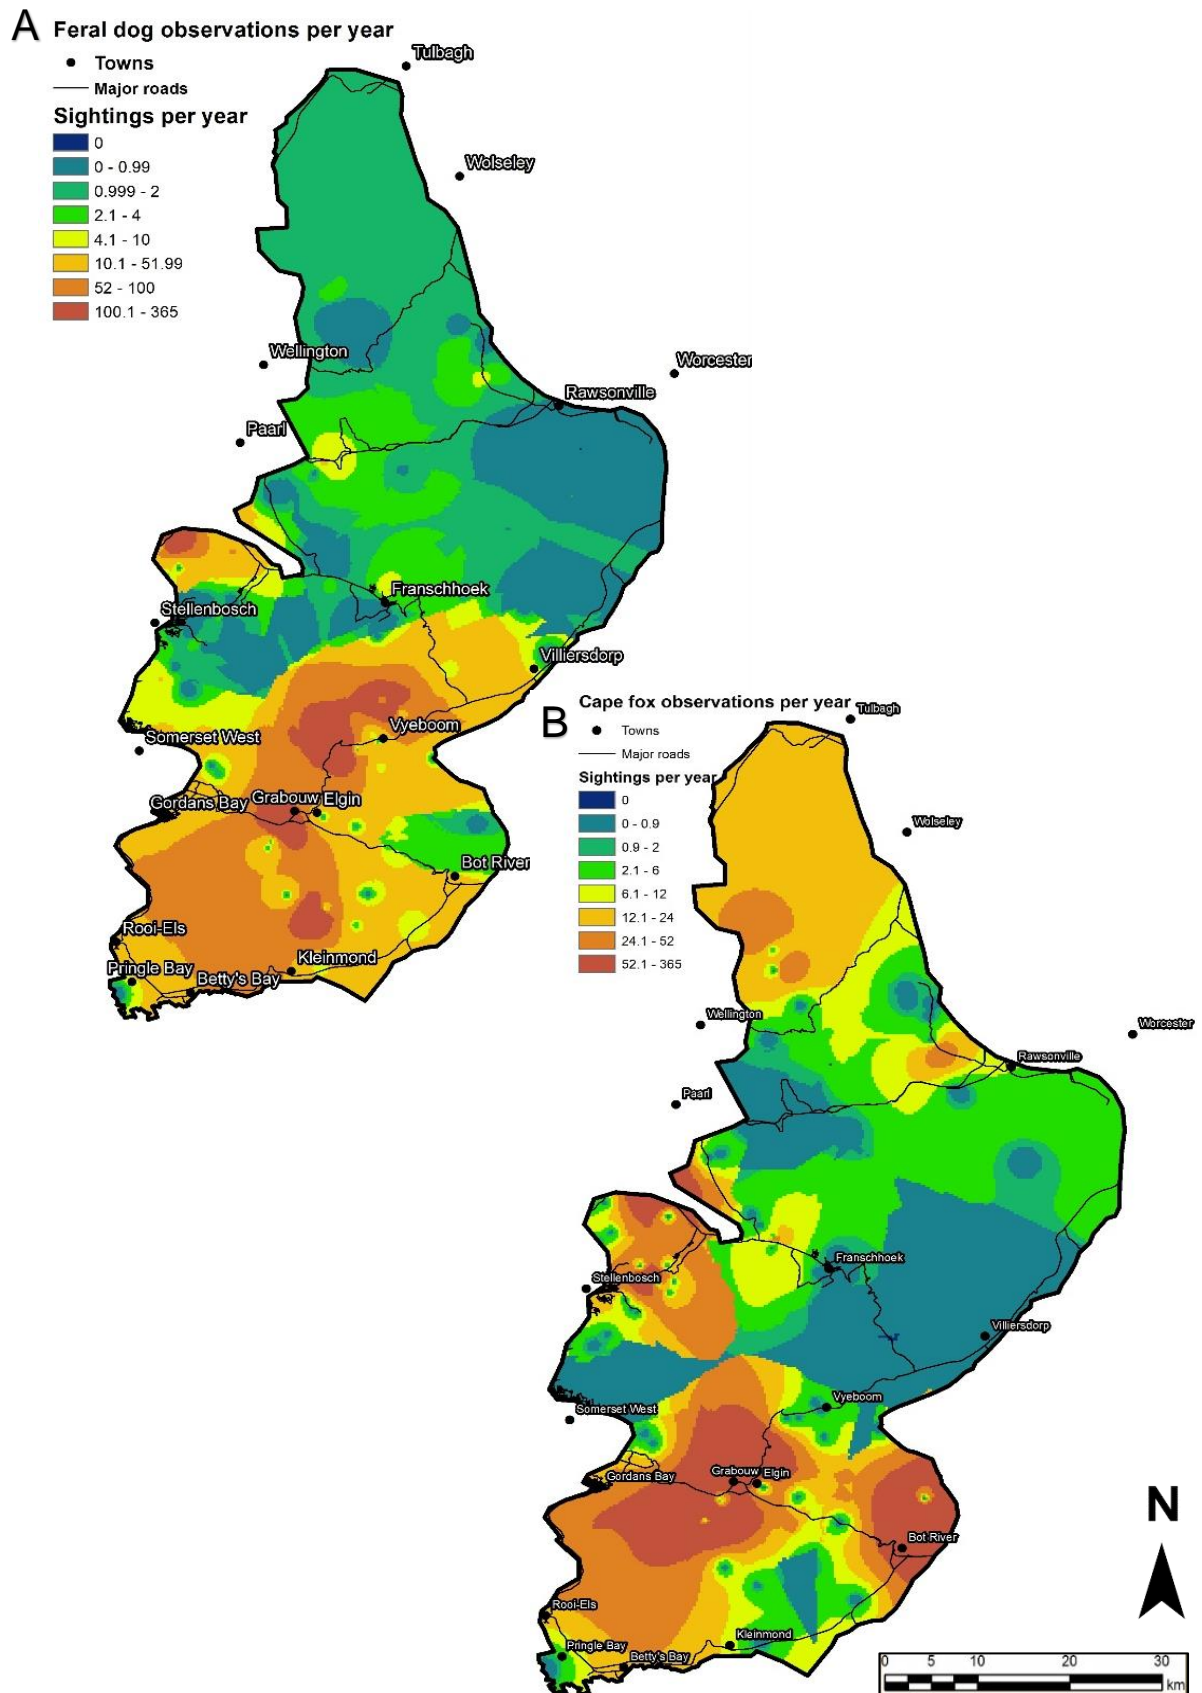 A
Feral dog observations per year
Towns
Major roads
Sightings per year
0
0 - 0.99
0.999 - 2
2.1 - 4
4.1 - 10
10.1 - 51.99
52 - 100
100.1 - 365
Tulbagh
Wolseley
Wellington
Worcester
Rawsonville
Paarl
Franschhoek
Stellenbosch
Villiersdorp
Vyeboom
Somerset West
Gordans Bay
Grabouw
Elgin
Bot River
Rooi-Els
Kleinmond
Pringle Bay
Betty's Bay
B
Cape fox observations per year
Towns
Major roads
Sightings per year
0
0 - 0.9
0.9 - 2
2.1 - 6
6.1 - 12
12.1 - 24
24.1 - 52
52.1 - 365
Tulbagh
Wolseley
Wellington
Worcester
Rawsonville
Paarl
Franschhoek
Stellenbosch
Villiersdorp
Vyeboom
Somerset West
Gordans Bay
Grabouw
Elgin
Bot River
Rooi-Els
Kleinmond
Pringle Bay
Betty's Bay
N
0 5 10 20 30
km